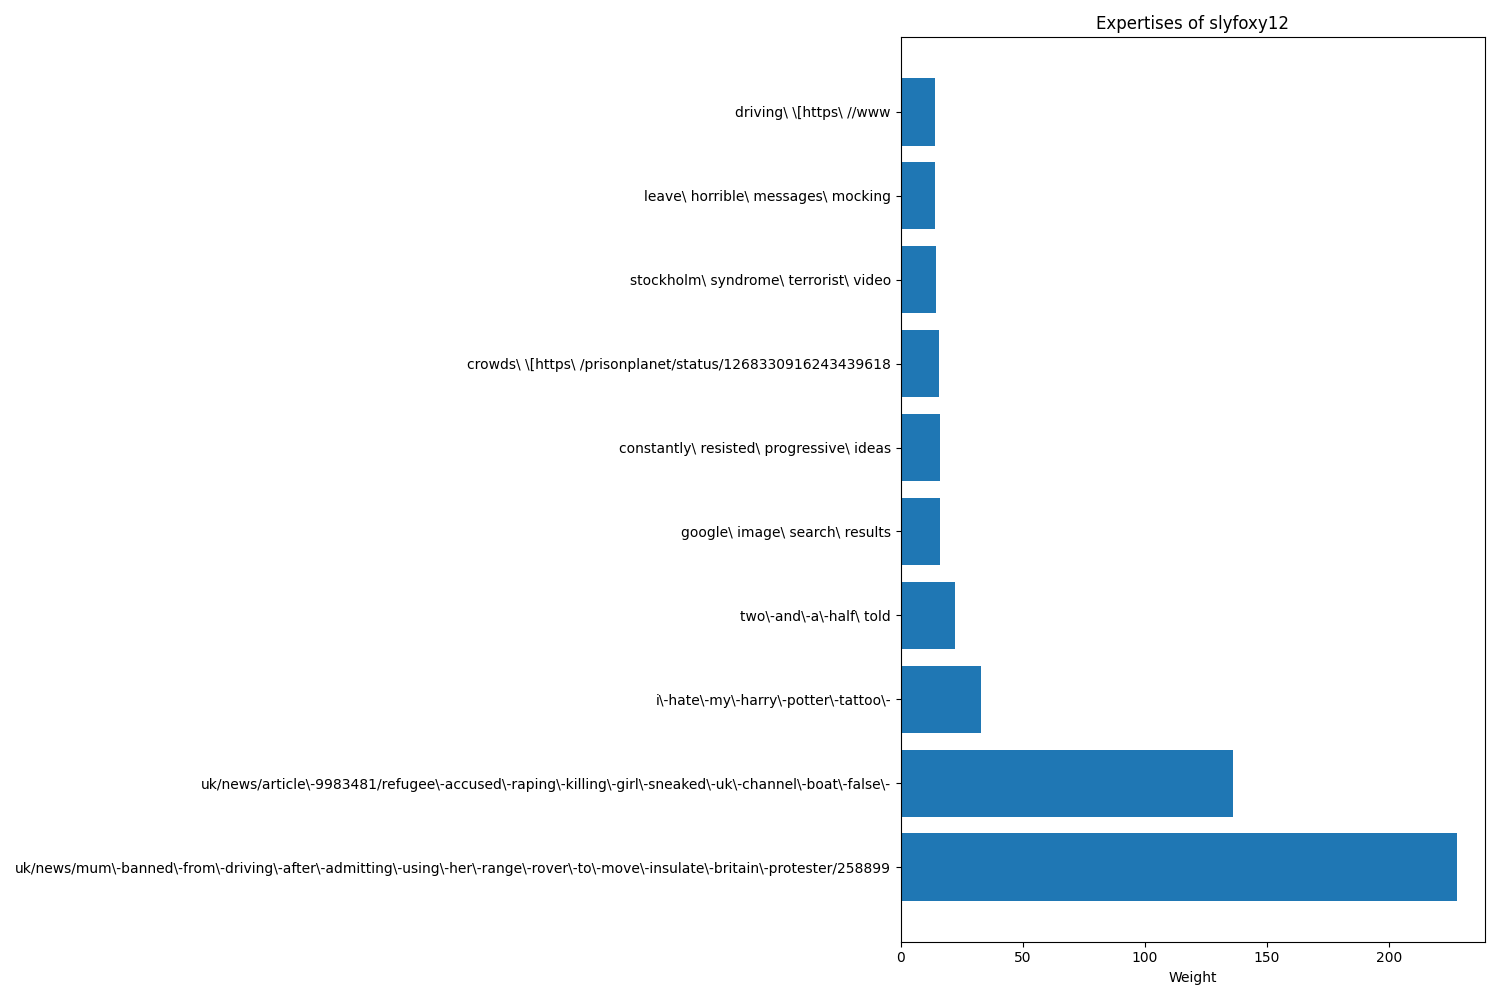 Expertises of slyfoxy12
driving\ \[https\ //www
leave\ horrible\ messages\ mocking
stockholm\ syndrome\ terrorist\ video
crowds\ \[https\ /prisonplanet/status/1268330916243439618
constantly\ resisted\ progressive\ ideas
google\ image\ search\ results
two\-and\-a\-half\ told
i\-hate\-my\-harry\-potter\-tattoo\-
uk/news/article\-9983481/refugee\-accused\-raping\-killing\-girl\-sneaked\-uk\-channel\-boat\-false\-
uk/news/mum\-banned\-from\-driving\-after\-admitting\-using\-her\-range\-rover\-to\-move\-insulate\-britain\-protester/258899
0 50 100 150 200
Weight